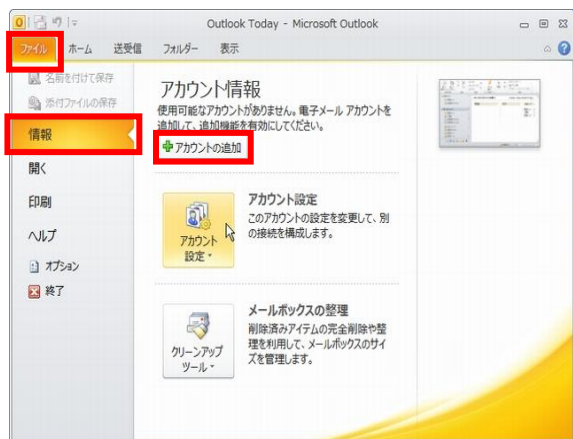 Outlook Today - Microsoft Outlook
ファイル ホーム 送受信 フォルダー 表示
名前を付けて保存
添付ファイルの保存
情報
開く
印刷
ヘルプ
オプション
終了
アカウント情報
使用可能なアカウントがありません。電子メール アカウントを
追加して、追加機能を有効にしてください。
アカウントの追加
アカウント
設定
アカウント設定
このアカウントの設定を変更して、別
の接続を構成します。
クリーンアップ
ツール
メールボックスの整理
削除済みアイテムの完全削除や整
理を利用して、メールボックスのサイ
ズを管理します。